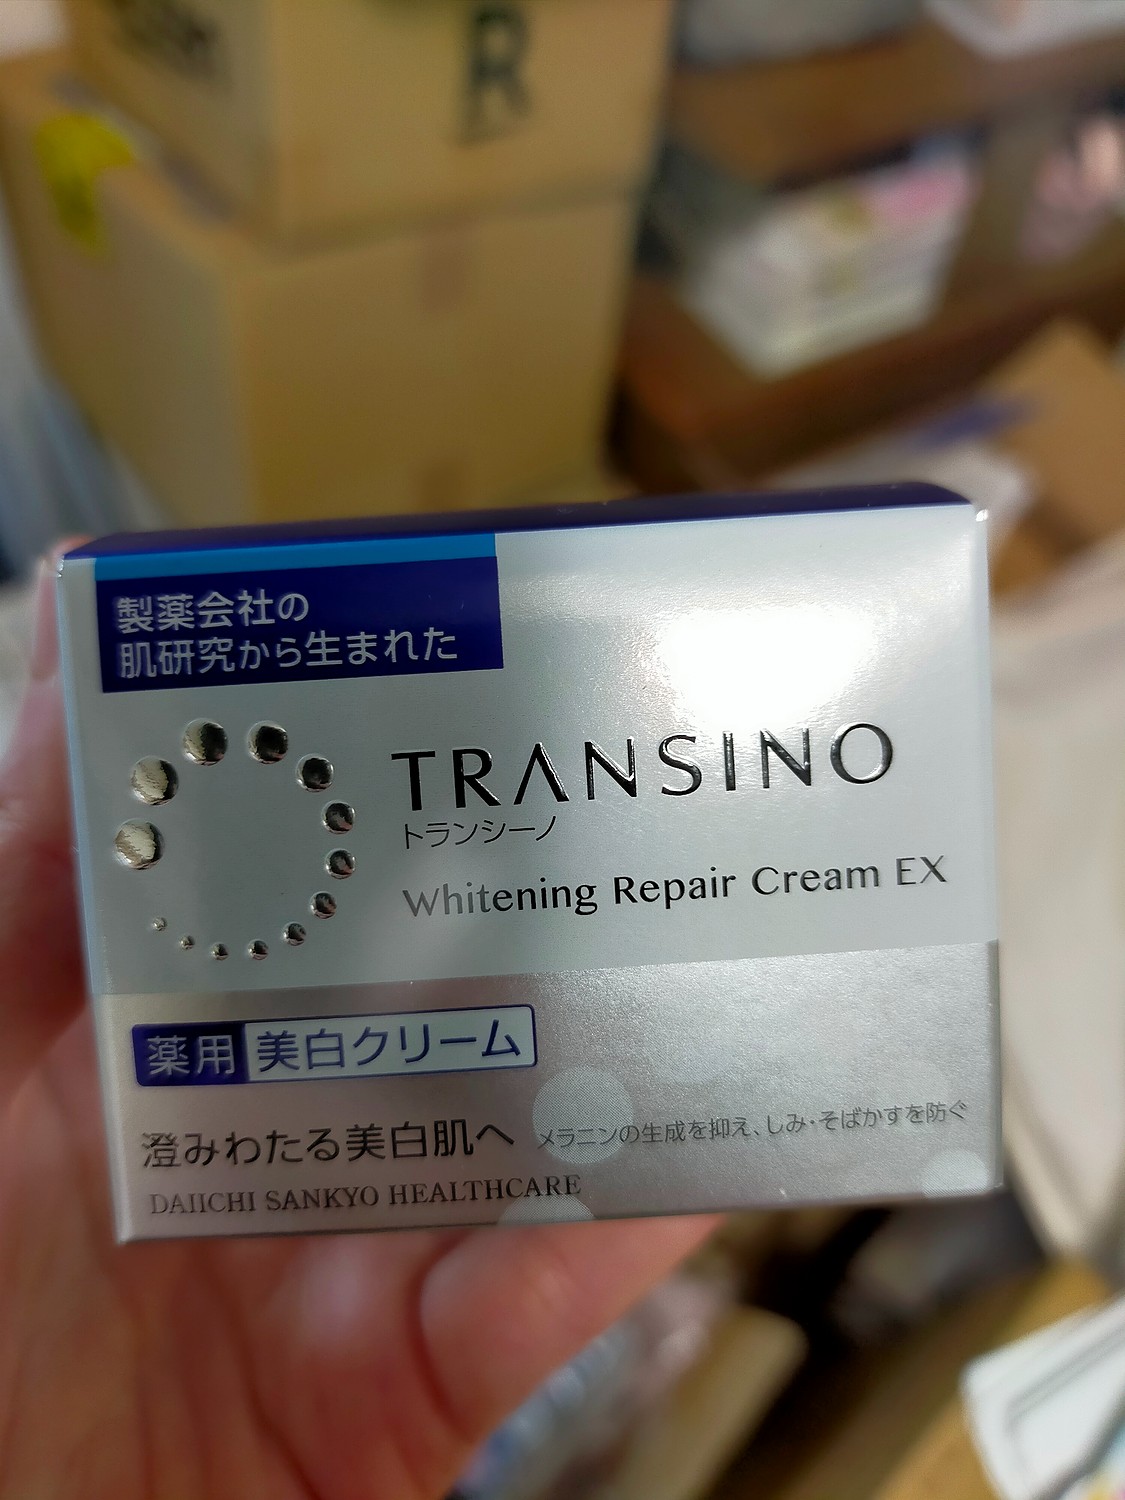 R
製薬会社の
肌研究から生まれた
TRANSINO
トランシーノ
Whitening Repair Cream EX
薬用 美白クリーム
澄みわたる美白肌へ メラニンの生成を抑え、しみ・そばかすを防ぐ
DAIICHI SANKYO HEALTHCARE